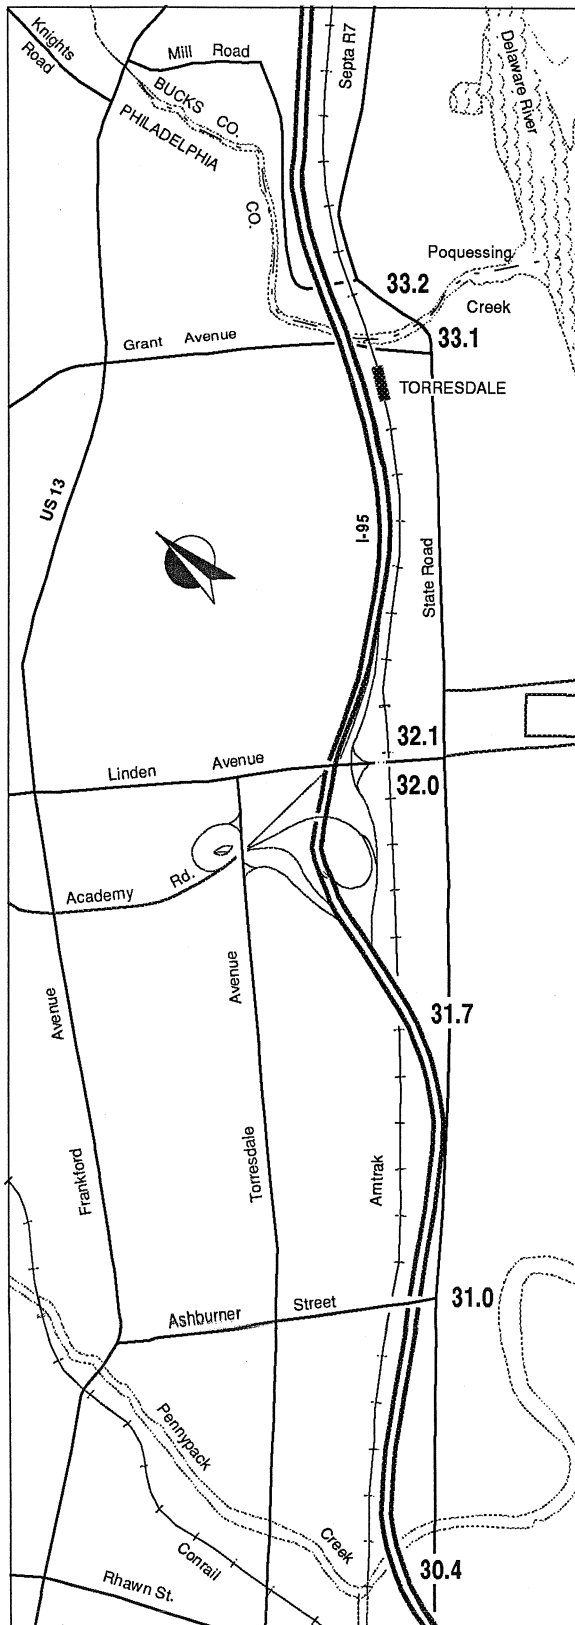 Knights
Road
Mill Road
Septa R7
Delaware River
BUCKS CO.
PHILADELPHIA
CO.
Poquessing
Creek
33.2
33.1
Grant Avenue
TORRESDALE
US 13
I-95
State Road
32.1
Linden Avenue
32.0
Academy Rd.
Avenue
Avenue
31.7
Frankford
Torresdale
Amtrak
31.0
Ashburner Street
Pennypack
Creek
Conrail
30.4
Rhawn St.